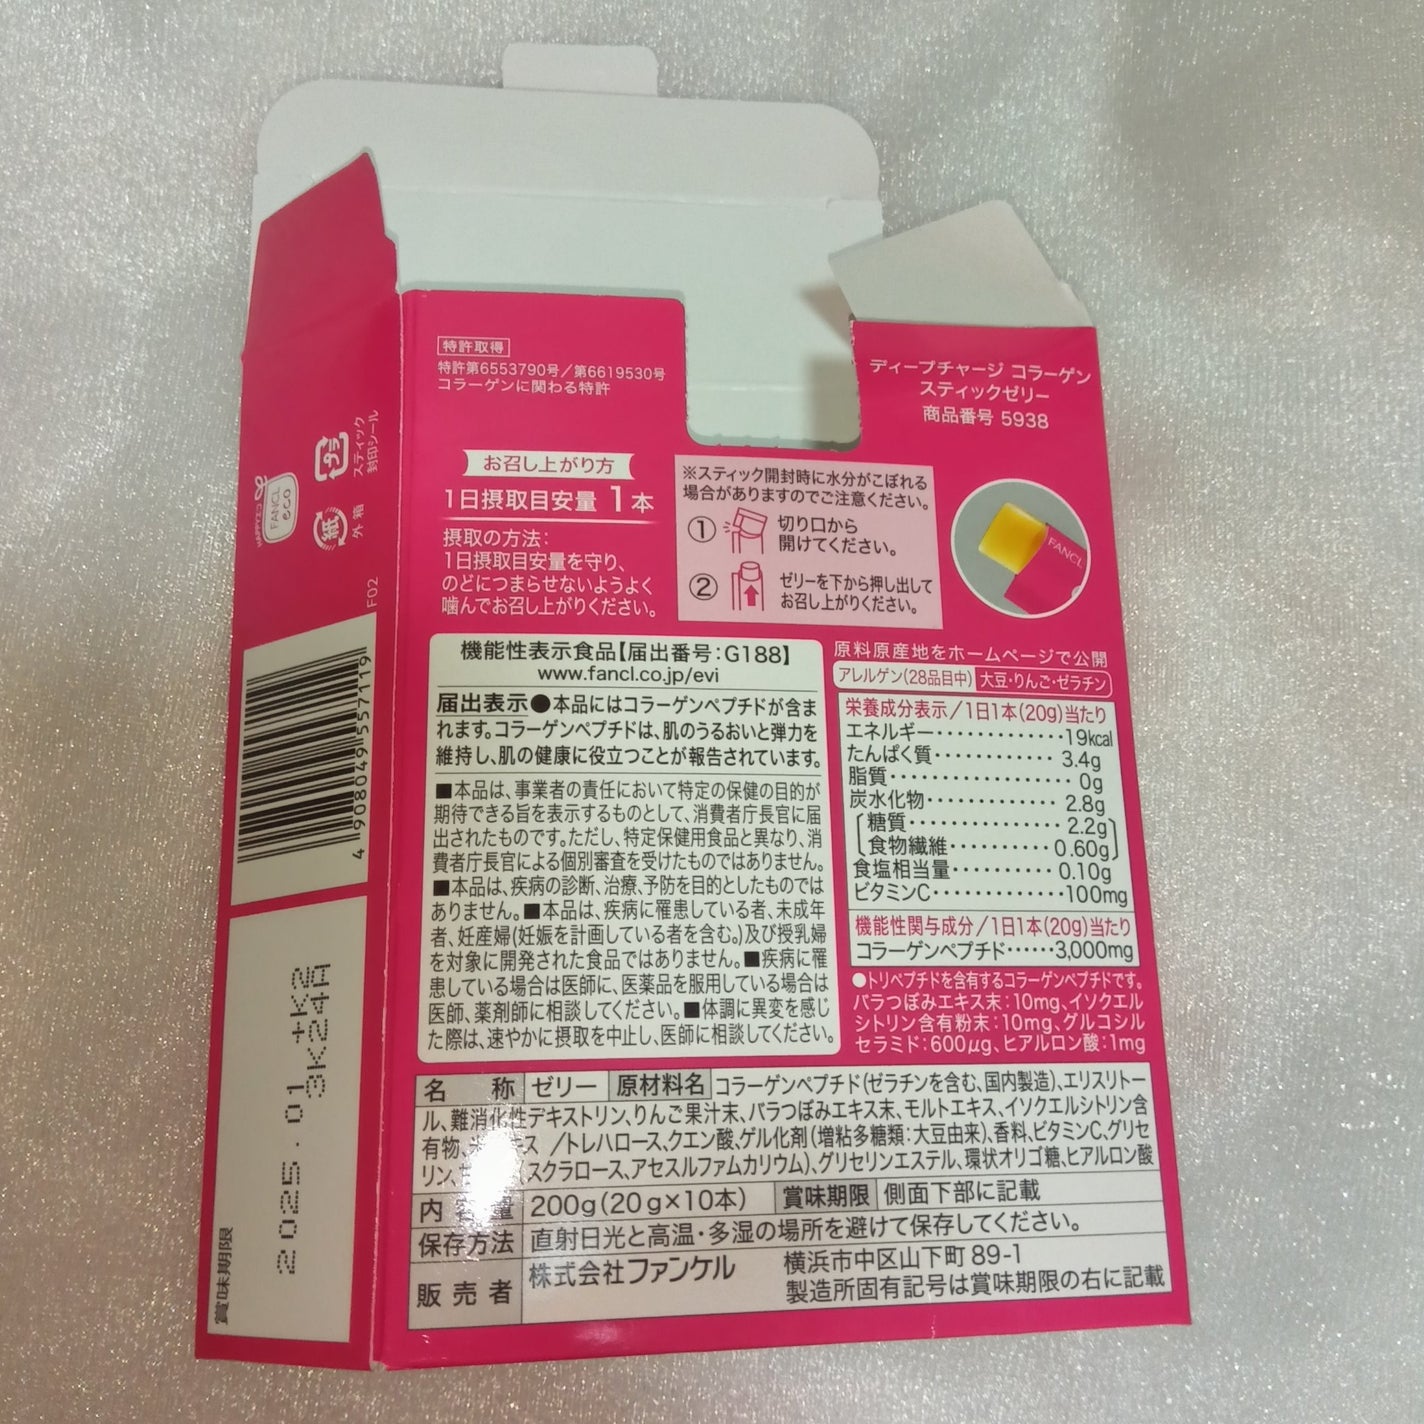 特許取得
特許第6553790号／第6619530号
コラーゲンに関わる特許
ディープチャージ コラーゲン
スティックゼリー
商品番号 5938
お召し上がり方
1日摂取目安量 1本
摂取の方法：
1日摂取目安量を守り、
のどにつまらせないようよく
噛んでお召し上がりください。
※スティック開封時に水分がこぼれる
場合がありますのでご注意ください。
① 切り口から
開けてください。
② ゼリーを下から押し出して
お召し上がりください。
FANCL
機能性表示食品【届出番号：G188】
www.fancl.co.jp/evi
届出表示●本品にはコラーゲンペプチドが含ま
れます。コラーゲンペプチドは、肌のうるおいと弾力を
維持し、肌の健康に役立つことが報告されています。
■本品は、事業者の責任において特定の保健の目的が
期待できる旨を表示するものとして、消費者庁長官に届
出されたものです。ただし、特定保健用食品と異なり、消
費者庁長官による個別審査を受けたものではありません。
■本品は、疾病の診断、治療、予防を目的としたものでは
ありません。■本品は、疾病に罹患している者、未成年
者、妊産婦(妊娠を計画している者を含む。)及び授乳婦
を対象に開発された食品ではありません。■疾病に罹
患している場合は医師に、医薬品を服用している場合は
医師、薬剤師に相談してください。■体調に異変を感じ
た際は、速やかに摂取を中止し、医師に相談してください。
原料原産地をホームページで公開
アレルゲン(28品目中) 大豆・りんご・ゼラチン
栄養成分表示／1日1本(20g)当たり
エネルギー・・・・・・・・・・・・19kcal
たんぱく質・・・・・・・・・・・・3.4g
脂質・・・・・・・・・・・・・・・・・0g
炭水化物・・・・・・・・・・・・・2.8g
糖質・・・・・・・・・・・・・・・2.2g
食物繊維・・・・・・・・・・0.60g
食塩相当量・・・・・・・・・・0.10g
ビタミンC・・・・・・・・・・・・・100mg
機能性関与成分／1日1本(20g)当たり
コラーゲンペプチド・・・・・・3,000mg
●トリペプチドを含有するコラーゲンペプチドです。
バラつぼみエキス末：10mg、イソクエル
シトリン含有粉末：10mg、グルコシル
セラミド：600μg、ヒアルロン酸：1mg
名 称 ゼリー 原材料名 コラーゲンペプチド(ゼラチンを含む、国内製造)、エリスリトー
ル、難消化性デキストリン、りんご果汁末、バラつぼみエキス末、モルトエキス、イソクエルシトリン含
有物、キス／トレハロース、クエン酸、ゲル化剤(増粘多糖類：大豆由来)、香料、ビタミンC、グリセ
リン、スクラロース、アセスルファムカリウム)、グリセリンエステル、環状オリゴ糖、ヒアルロン酸
内容量 200g(20g×10本) 賞味期限 側面下部に記載
保存方法 直射日光と高温・多湿の場所を避けて保存してください。
販売者 株式会社ファンケル 横浜市中区山下町89-1
製造所固有記号は賞味期限の右に記載
HAPPYエコ
FANCL
eco
紙
外箱
プラ
スティック
封印シール
F02
4 908049 557119
賞味期限
2025.01 +K2
3K24A